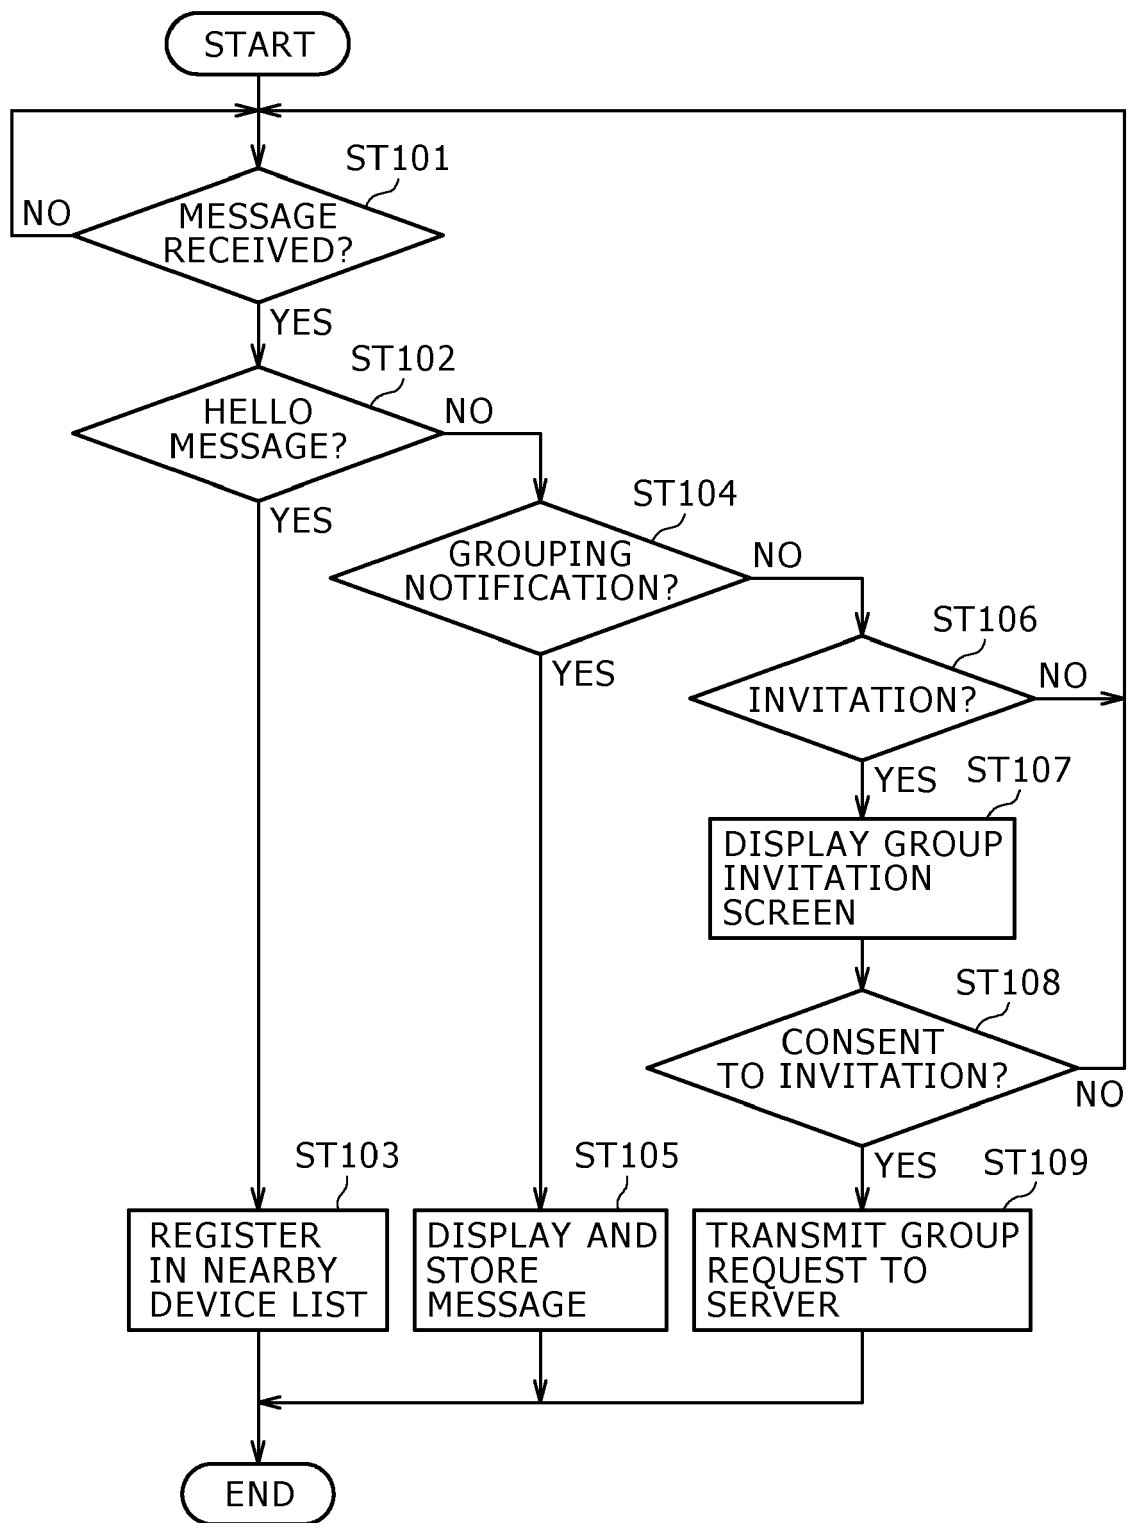 START
ST101
NO
MESSAGE
RECEIVED?
YES
ST102
HELLO
MESSAGE?
NO
YES
ST104
GROUPING
NOTIFICATION?
NO
YES
ST106
INVITATION?
NO
YES
ST107
DISPLAY GROUP
INVITATION
SCREEN
ST108
CONSENT
TO INVITATION?
NO
YES
ST103
REGISTER
IN NEARBY
DEVICE LIST
ST105
DISPLAY AND
STORE
MESSAGE
ST109
TRANSMIT GROUP
REQUEST TO
SERVER
END